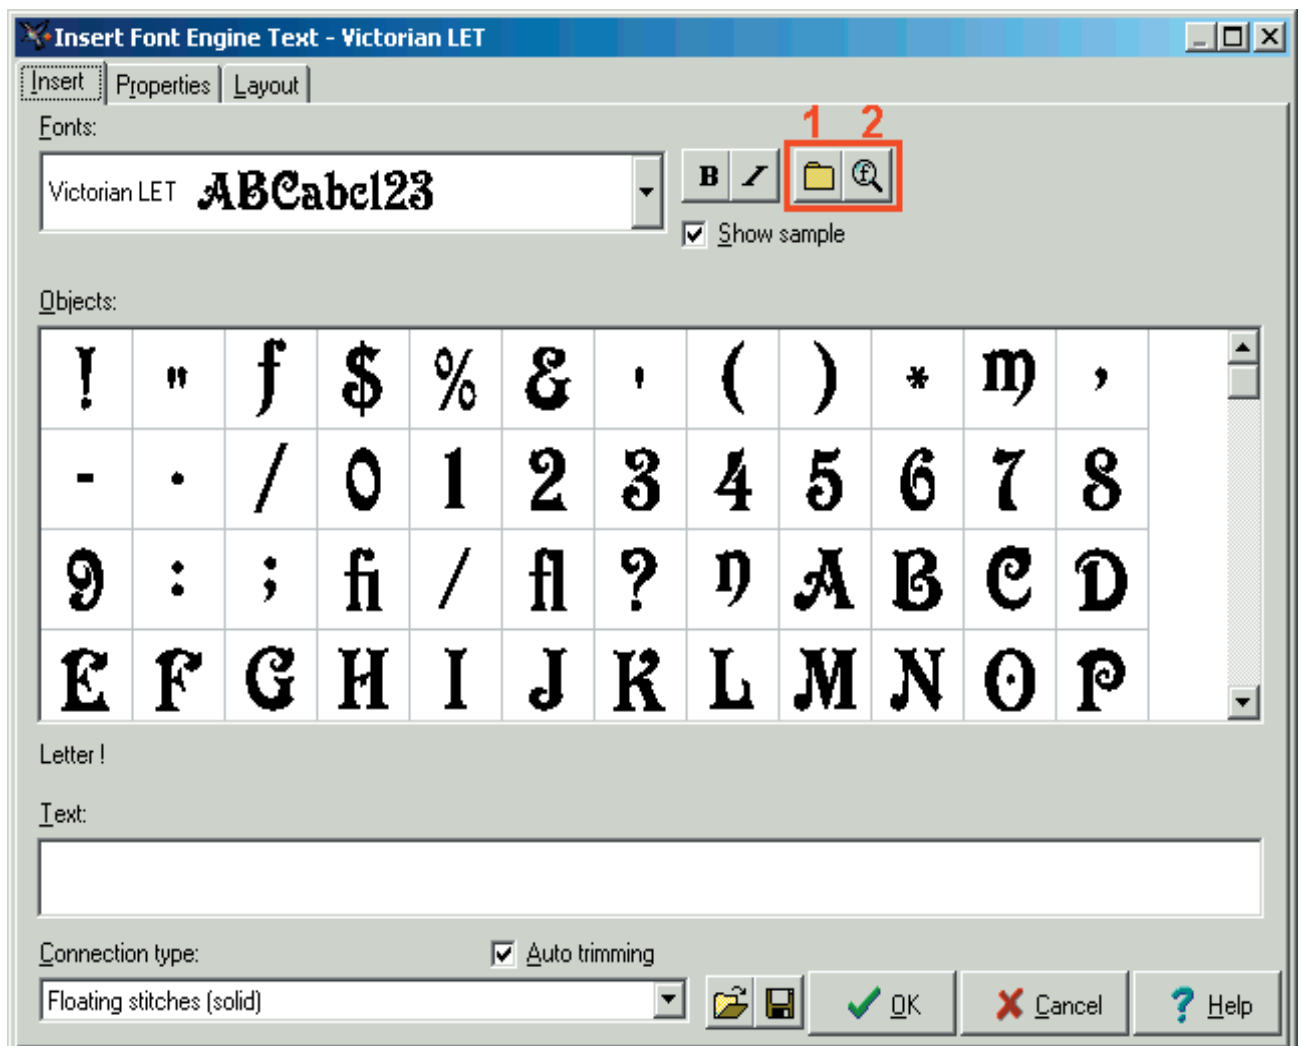 Insert Font Engine Text - Victorian LET
Insert Properties Layout
1 2
Fonts:
Victorian LET ABCabc123
B I
Show sample
Objects:
! " f $ % & ' ( ) * m ,
- . / 0 1 2 3 4 5 6 7 8
9 : ; fi / fl ? n A B C D
E F G H I J K L M N O P
Letter !
Text:
Connection type:
Auto trimming
Floating stitches (solid)
OK Cancel ? Help